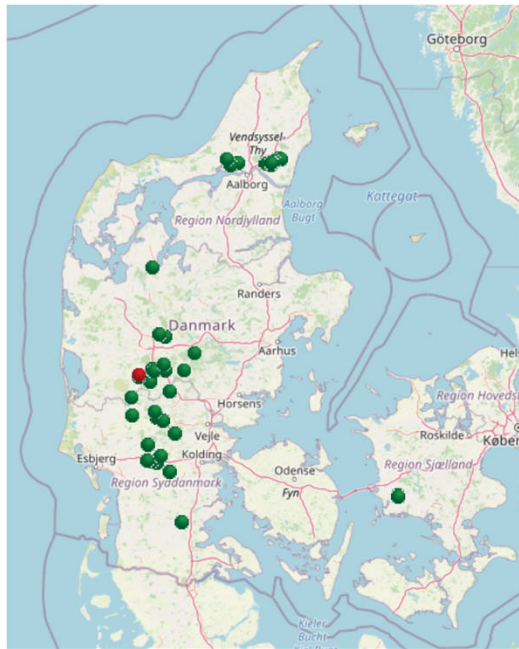 Göteborg
Vendsyssel-
Thy
Aalborg
Kattegat
Aalborg
Bugt
Region Nordjylland
Randers
Danmark
Aarhus
Hels
Region Hovedst
Horsens
Roskilde
Køben
Vejle
Esbjerg
Kolding
Region Sjælland
Odense
Region Syddanmark
Fyn
Kieler
Bucht